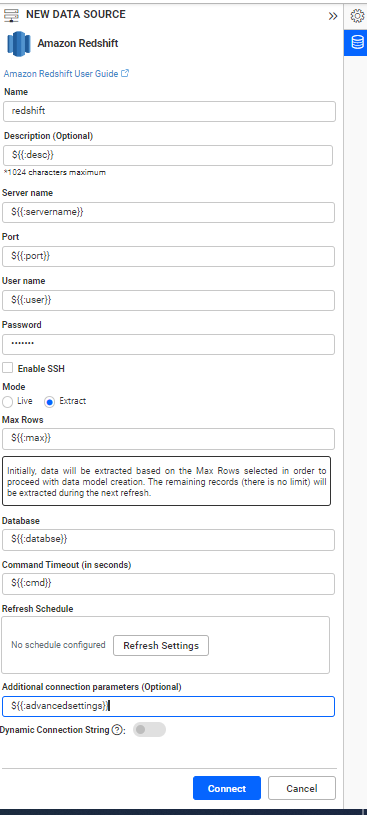 NEW DATA SOURCE
Amazon Redshift
Amazon Redshift User Guide
Name
redshift
Description (Optional)
${{:desc}}
*1024 characters maximum
Server name
${{:servername}}
Port
${{:port}}
User name
${{:user}}
Password
•••••••
Enable SSH
Mode
Live Extract
Max Rows
${{:max}}
Initially, data will be extracted based on the Max Rows selected in order to
proceed with data model creation. The remaining records (there is no limit) will
be extracted during the next refresh.
Database
${{:databse}}
Command Timeout (in seconds)
${{:cmd}}
Refresh Schedule
No schedule configured Refresh Settings
Additional connection parameters (Optional)
${{:advancedsettings}}
Dynamic Connection String ? :
Connect Cancel